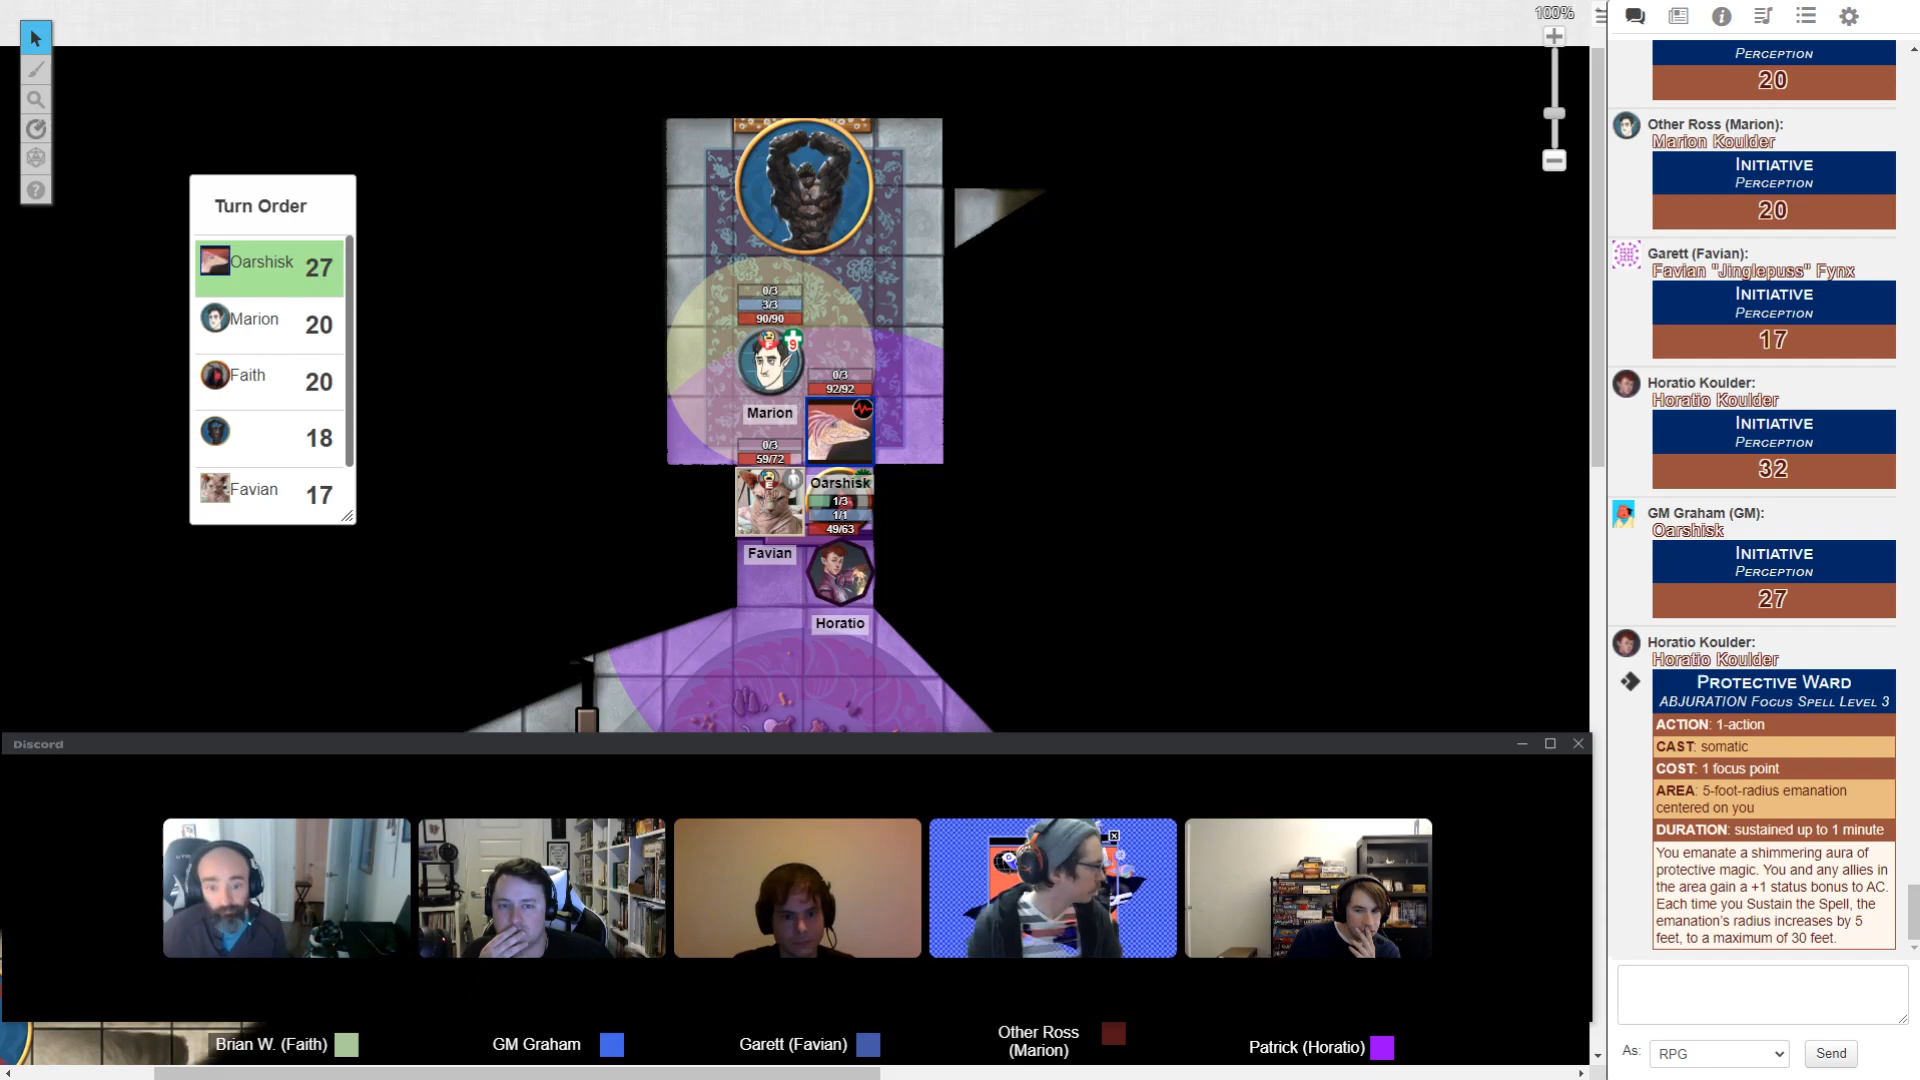 100%
Turn Order
Oarshisk 27
Marion 20
Faith 20
18
Favian 17
0/3
3/3
90/90
9
Marion
0/3
92/92
0/3
59/72
Oarshisk
1/3
1/1
49/63
Favian
Horatio
Discord
Brian W. (Faith)
GM Graham
Garett (Favian)
Other Ross
(Marion)
Patrick (Horatio)
PERCEPTION
20
Other Ross (Marion):
Marion Koulder
INITIATIVE
PERCEPTION
20
Garett (Favian):
Favian "Jinglepuss" Fynx
INITIATIVE
PERCEPTION
17
Horatio Koulder:
Horatio Koulder
INITIATIVE
PERCEPTION
32
GM Graham (GM):
Oarshisk
INITIATIVE
PERCEPTION
27
Horatio Koulder:
Horatio Koulder
PROTECTIVE WARD
ABJURATION FOCUS SPELL LEVEL 3
ACTION: 1-action
CAST: somatic
COST: 1 focus point
AREA: 5-foot-radius emanation
centered on you
DURATION: sustained up to 1 minute
You emanate a shimmering aura of
protective magic. You and any allies in
the area gain a +1 status bonus to AC.
Each time you Sustain the Spell, the
emanation's radius increases by 5
feet, to a maximum of 30 feet.
As: RPG Send